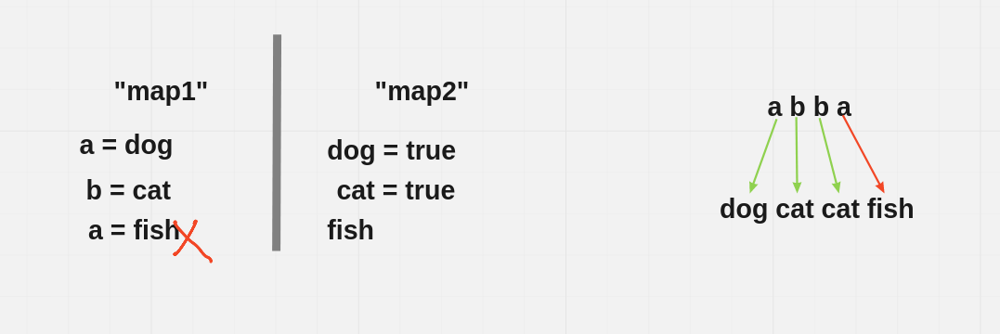 "map1"
a = dog
b = cat
a = fish
"map2"
dog = true
cat = true
fish
a b b a
dog cat cat fish